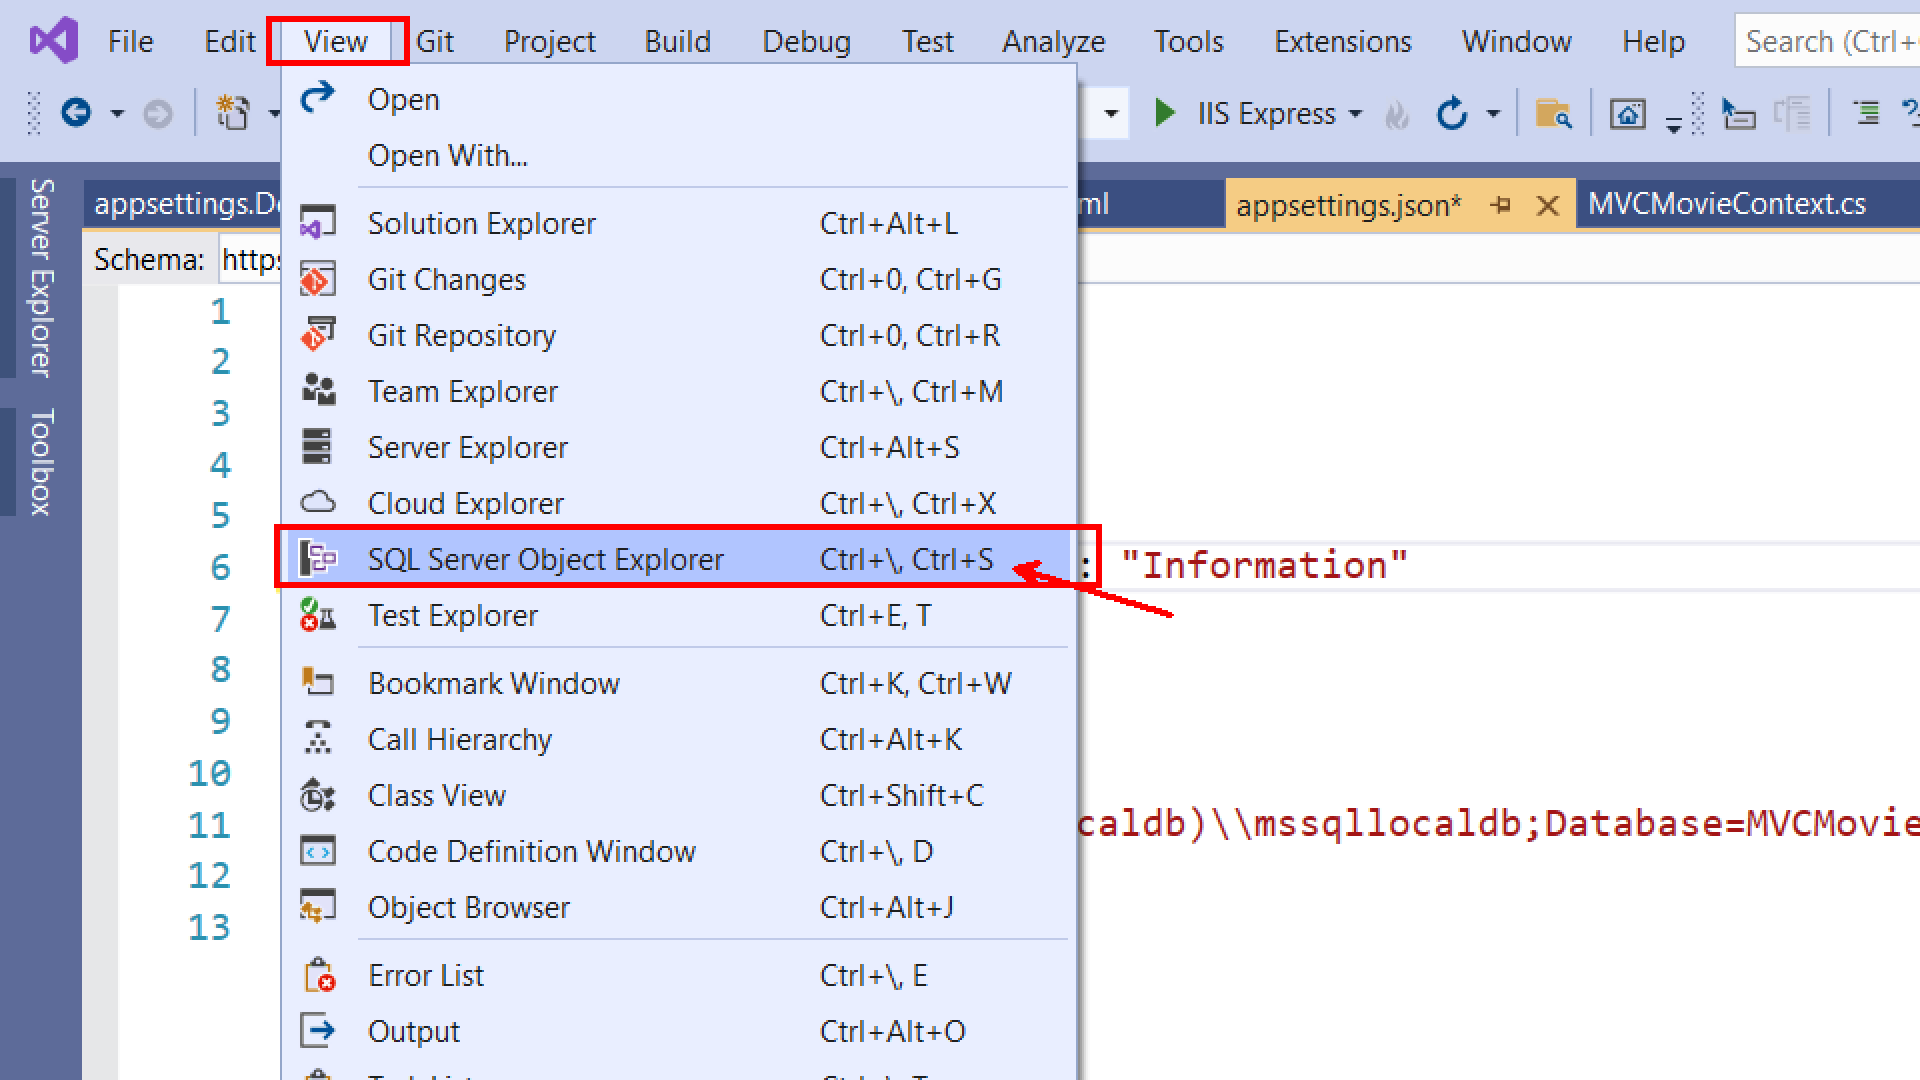 File Edit View Git Project Build Debug Test Analyze Tools Extensions Window Help Search (Ctrl+
IIS Express
appsettings.De
ml
appsettings.json*
MVCMovieContext.cs
Schema: https
Server Explorer
Toolbox
Open
Open With...
Solution Explorer Ctrl+Alt+L
Git Changes Ctrl+0, Ctrl+G
Git Repository Ctrl+0, Ctrl+R
Team Explorer Ctrl+\, Ctrl+M
Server Explorer Ctrl+Alt+S
Cloud Explorer Ctrl+\, Ctrl+X
SQL Server Object Explorer Ctrl+\, Ctrl+S
Test Explorer Ctrl+E, T
Bookmark Window Ctrl+K, Ctrl+W
Call Hierarchy Ctrl+Alt+K
Class View Ctrl+Shift+C
Code Definition Window Ctrl+\, D
Object Browser Ctrl+Alt+J
Error List Ctrl+\, E
Output Ctrl+Alt+O
1
2
3
4
5
6 : "Information"
7
8
9
10
11 caldb)\\mssqllocaldb;Database=MVCMovie
12
13